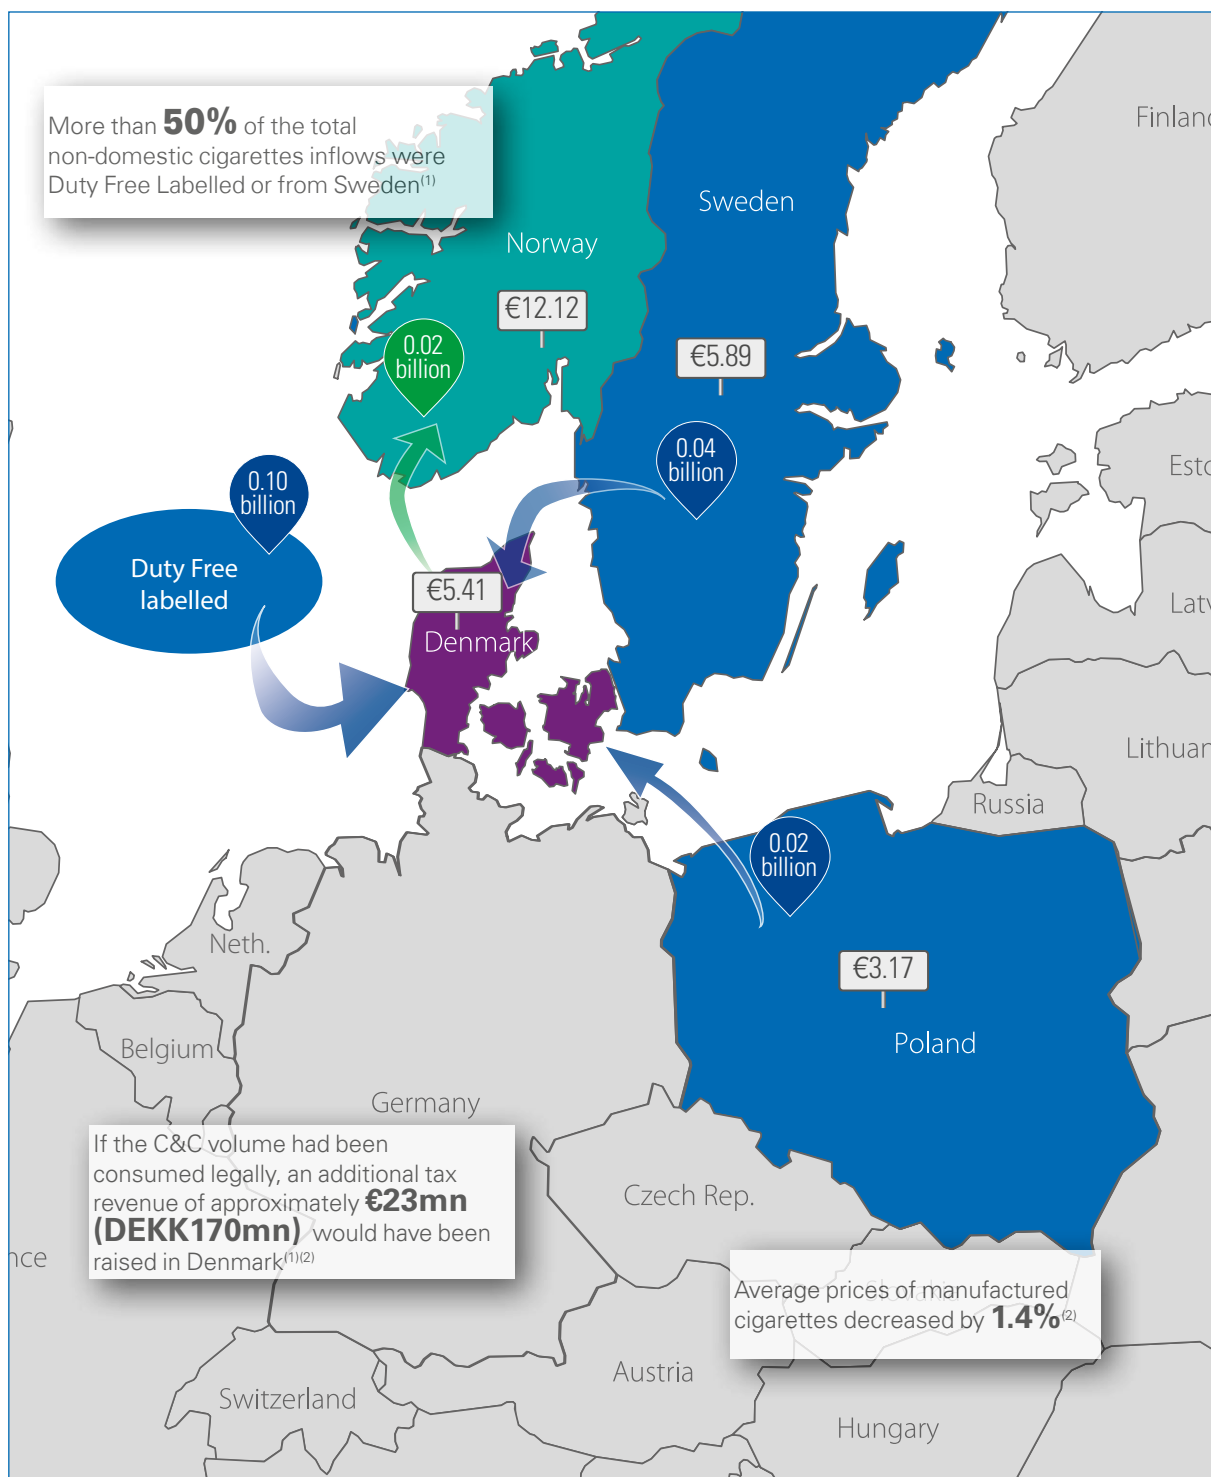 More than 50% of the total
non-domestic cigarettes inflows were
Duty Free Labelled or from Sweden(1)
Finlan
Sweden
Norway
€12.12
€5.89
0.02
billion
0.04
billion
0.10
billion
Esto
Duty Free
labelled
€5.41
Denmark
Latv
Lithuan
Russia
0.02
billion
Neth.
€3.17
Belgium
Poland
Germany
If the C&C volume had been
consumed legally, an additional tax
revenue of approximately €23mn
(DEKK170mn) would have been
raised in Denmark(1)(2)
Czech Rep.
nce
Average prices of manufactured
cigarettes decreased by 1.4%(2)
Austria
Switzerland
Hungary